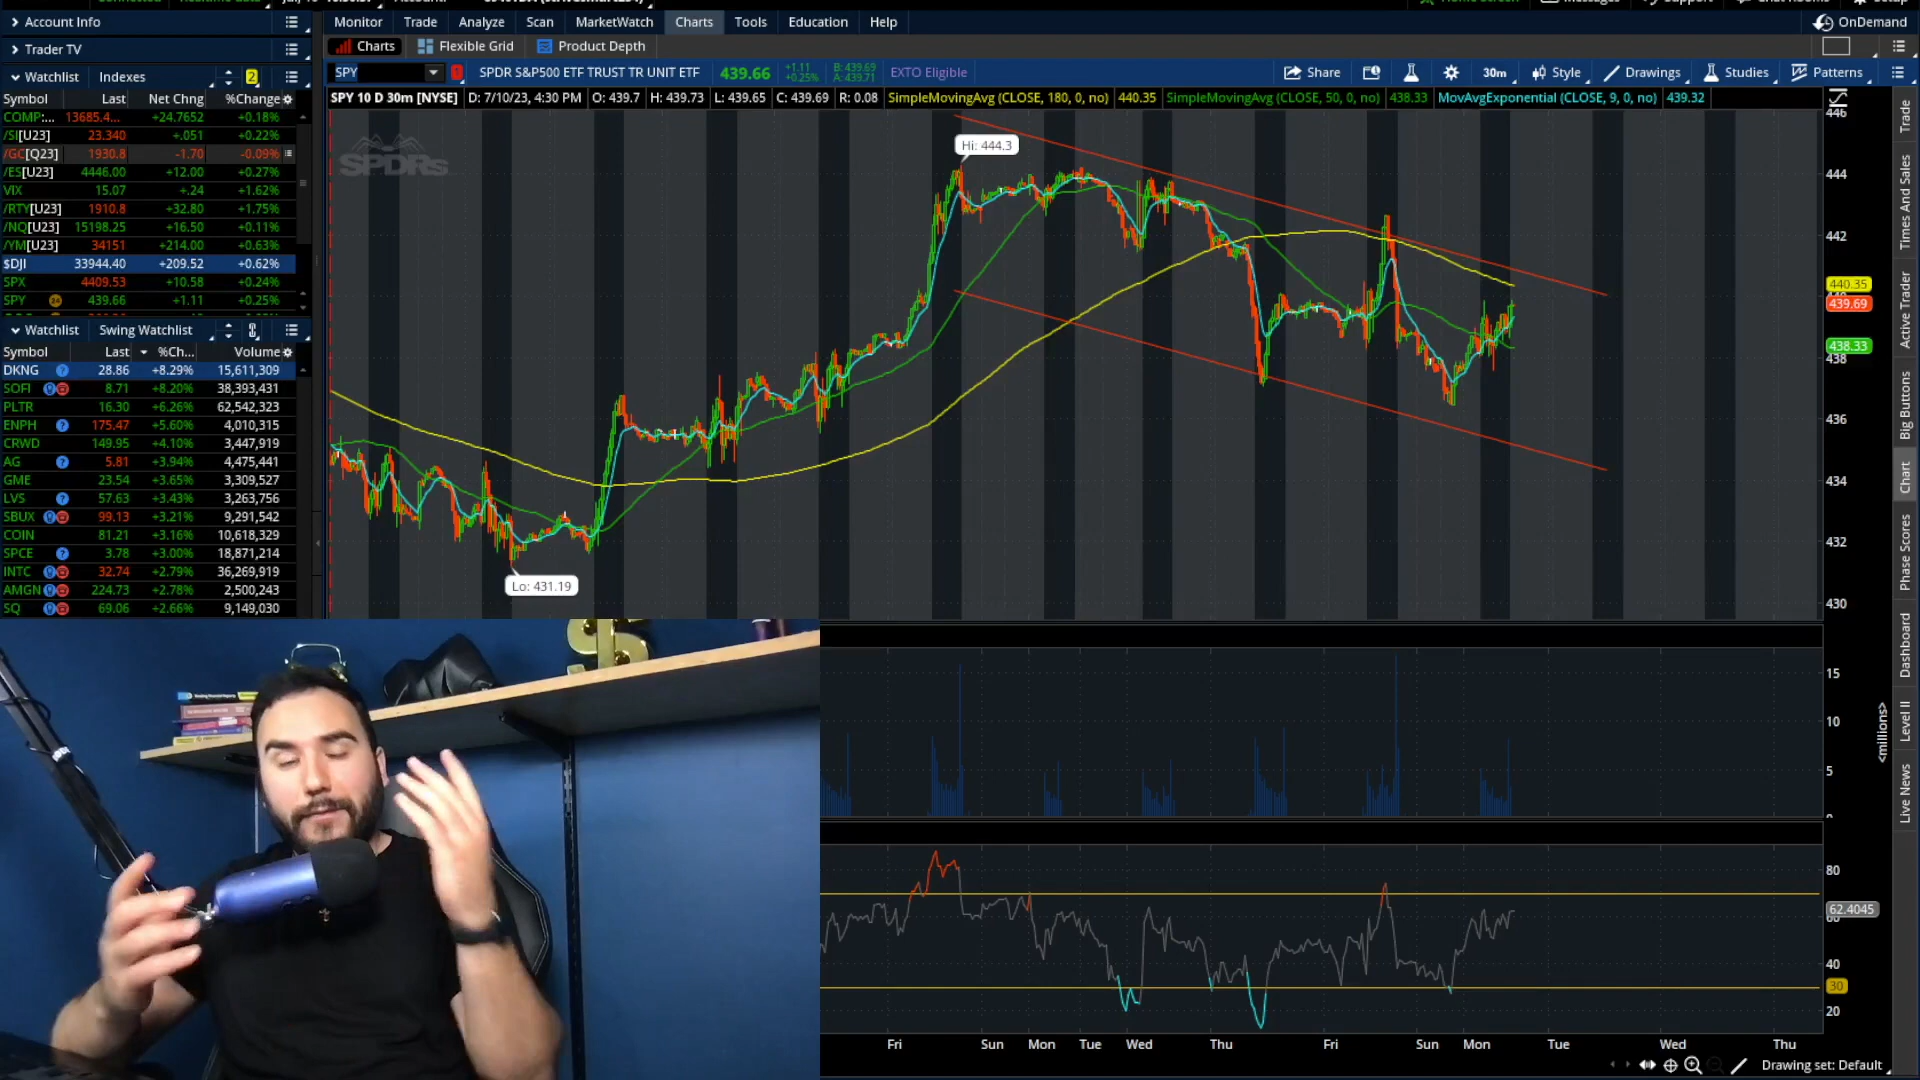 Account Info
Trader TV
Watchlist Indexes 2
Symbol Last Net Chng %Change
COMP:... 13685.4... +24.7652 +0.18%
/SI[U23] 23.340 +.051 +0.22%
/GC[Q23] 1930.8 -1.70 -0.09%
/ES[U23] 4446.00 +12.00 +0.27%
VIX 15.07 +.24 +1.62%
/RTY[U23] 1910.8 +32.80 +1.75%
/NQ[U23] 15198.25 +16.50 +0.11%
/YM[U23] 34151 +214.00 +0.63%
$DJI 33944.40 +209.52 +0.62%
SPX 4409.53 +10.58 +0.24%
SPY 439.66 +1.11 +0.25%
Watchlist Swing Watchlist
Symbol Last %Ch... Volume
DKNG 28.86 +8.29% 15,611,309
SOFI 8.71 +8.20% 38,393,431
PLTR 16.30 +6.26% 62,542,323
ENPH 175.47 +5.60% 4,010,315
CRWD 149.95 +4.10% 3,447,919
AG 5.81 +3.94% 4,475,441
GME 23.54 +3.65% 3,309,527
LVS 57.63 +3.43% 3,263,756
SBUX 99.13 +3.21% 9,291,542
COIN 81.21 +3.16% 10,618,329
SPCE 3.78 +3.00% 18,871,214
INTC 32.74 +2.79% 36,269,919
AMGN 224.73 +2.78% 2,500,243
SQ 69.06 +2.66% 9,149,030
Monitor Trade Analyze Scan MarketWatch Charts Tools Education Help OnDemand
Charts Flexible Grid Product Depth
SPY SPDR S&P500 ETF TRUST TR UNIT ETF 439.66 +1.11 +0.25% B: 439.69 A: 439.71 EXTO Eligible Share 30m Style Drawings Studies Patterns
SPY 10 D 30m [NYSE] D: 7/10/23, 4:30 PM O: 439.7 H: 439.73 L: 439.65 C: 439.69 R: 0.08 SimpleMovingAvg (CLOSE, 180, 0, no) 440.35 SimpleMovingAvg (CLOSE, 50, 0, no) 438.33 MovAvgExponential (CLOSE, 9, 0, no) 439.32
SPDRs
Hi: 444.3
Lo: 431.19
446
444
442
440.35
439.69
438.33
438
436
434
432
430
15
10
5
<millions>
80
62.4045
40
30
20
Fri Sun Mon Tue Wed Thu Fri Sun Mon Tue Wed Thu
Drawing set: Default
Trade
Times And Sales
Active Trader
Big Buttons
Chart
Phase Scores
Dashboard
Level II
Live News